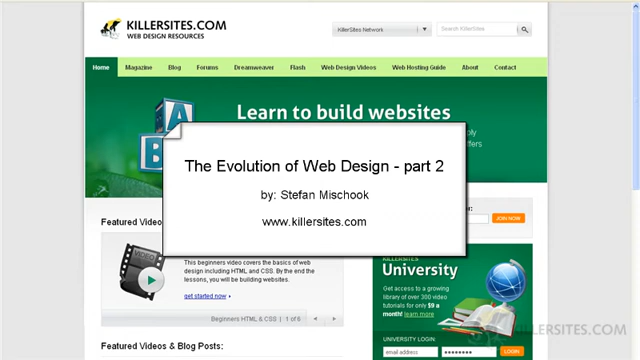 KILLERSITES.COM
WEB DESIGN RESOURCES
KillerSites Network
Search KillerSite
Home Magazine Blog Forums Dreamweaver Flash Web Design Videos Web Hosting Guide About Contact
Learn to build websites
A
B
The Evolution of Web Design - part 2
by: Stefan Mischook
www.killersites.com
JOIN NOW
Featured Video
VIDEO
This beginners video covers the basics of web
design including HTML and CSS. By the end of the
lessons, you will be building websites.
get started now
Beginners HTML & CSS | 1 of 6
Featured Videos & Blog Posts:
KILLERSITES
University
Get access to a growing
library of over 300 video
tutorials for only $9 a
month! learn more
UNIVERSITY LOGIN
email address
LOGIN
KILLERSITES.COM